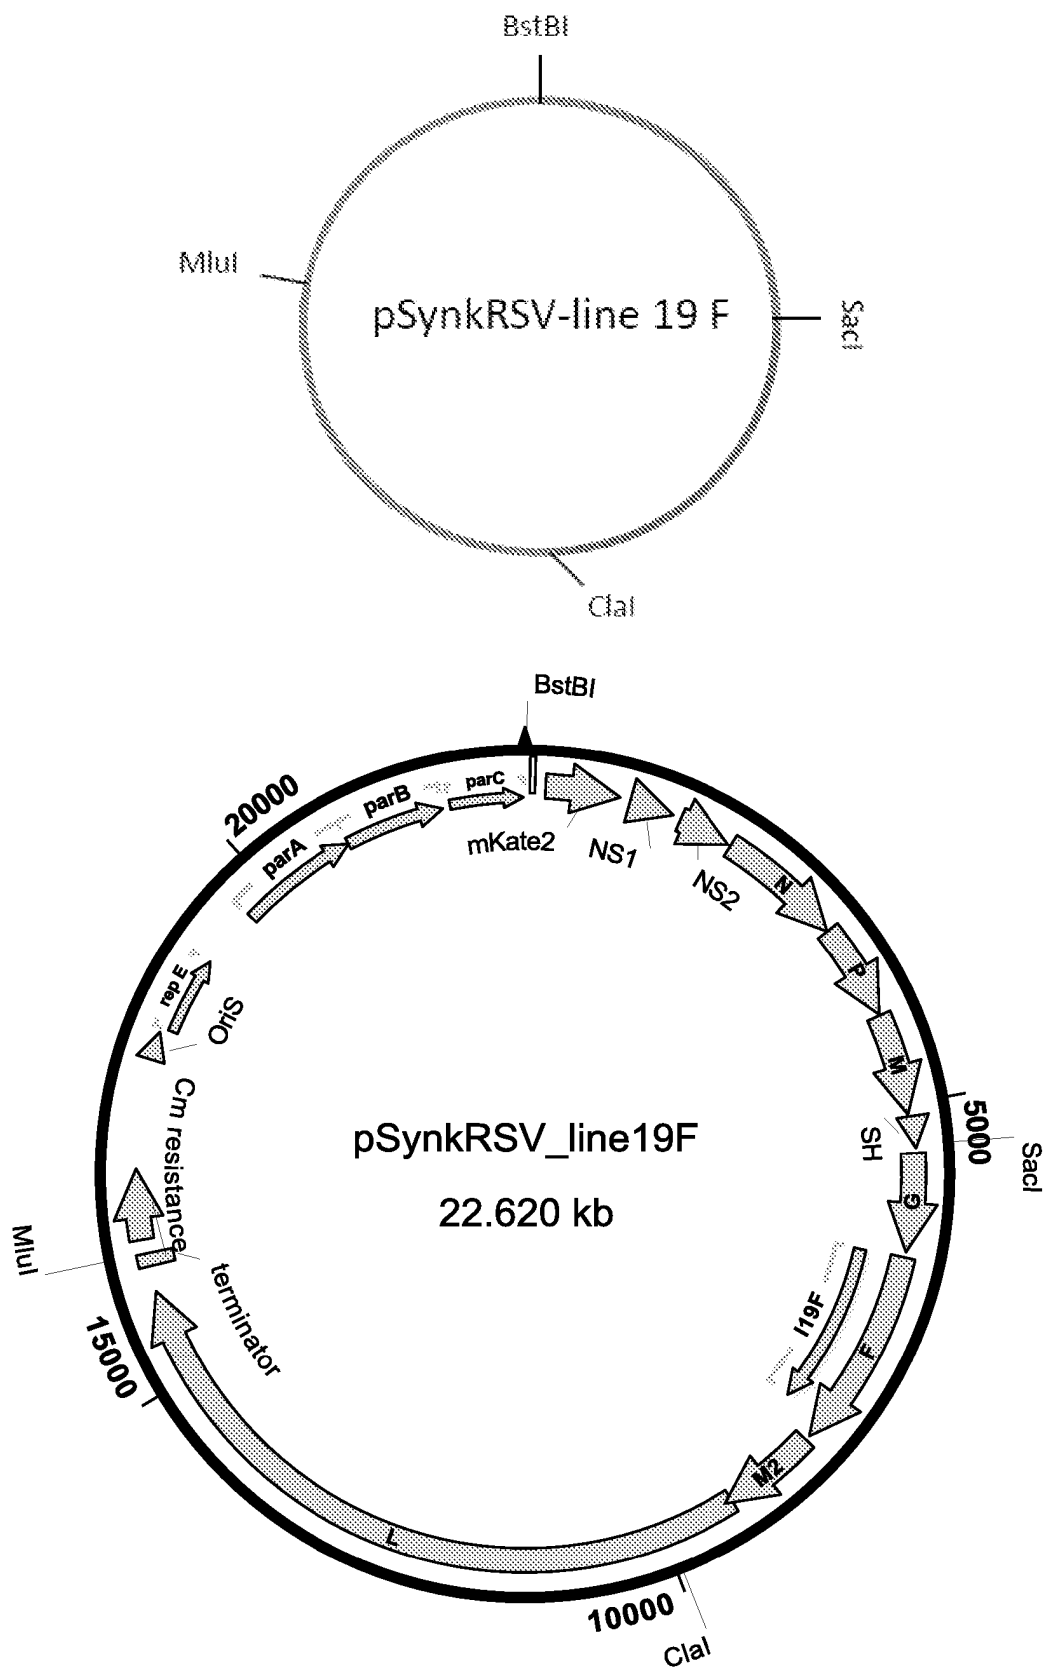 BstBI
MluI
pSynkRSV-line 19 F
SacI
ClaI
BstBI
20000
parA
parB
parC
mKate2
NS1
NS2
N
P
M
5000
SacI
SH
G
rep E
OriS
Cm resistance
pSynkRSV_line19F
22.620 kb
MluI
terminator
15000
l19F
F
M2
L
10000
ClaI